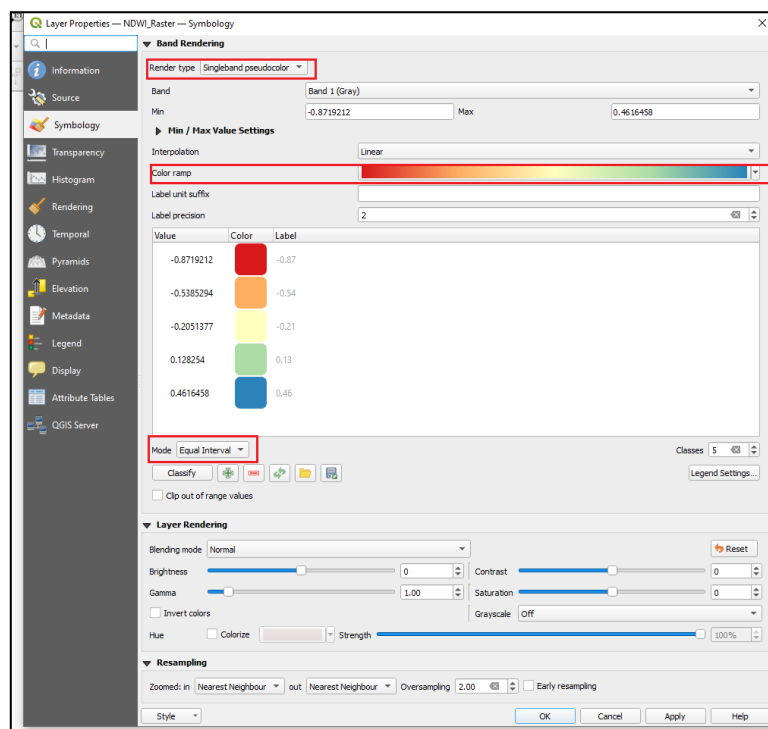 Layer Properties — NDWI_Raster — Symbology
Information
Source
Symbology
Transparency
Histogram
Rendering
Temporal
Pyramids
Elevation
Metadata
Legend
Display
Attribute Tables
QGIS Server
Band Rendering
Render type Singleband pseudocolor
Band Band 1 (Gray)
Min -0.8719212 Max 0.4616458
Min / Max Value Settings
Interpolation Linear
Color ramp
Label unit suffix
Label precision 2
Value Color Label
-0.8719212 -0.87
-0.5385294 -0.54
-0.2051377 -0.21
0.128254 0.13
0.4616458 0.46
Mode Equal Interval Classes 5
Classify Legend Settings...
Clip out of range values
Layer Rendering
Blending mode Normal Reset
Brightness 0 Contrast 0
Gamma 1.00 Saturation 0
Invert colors Grayscale Off
Hue Colorize Strength 100%
Resampling
Zoomed: in Nearest Neighbour out Nearest Neighbour Oversampling 2.00 Early resampling
Style OK Cancel Apply Help